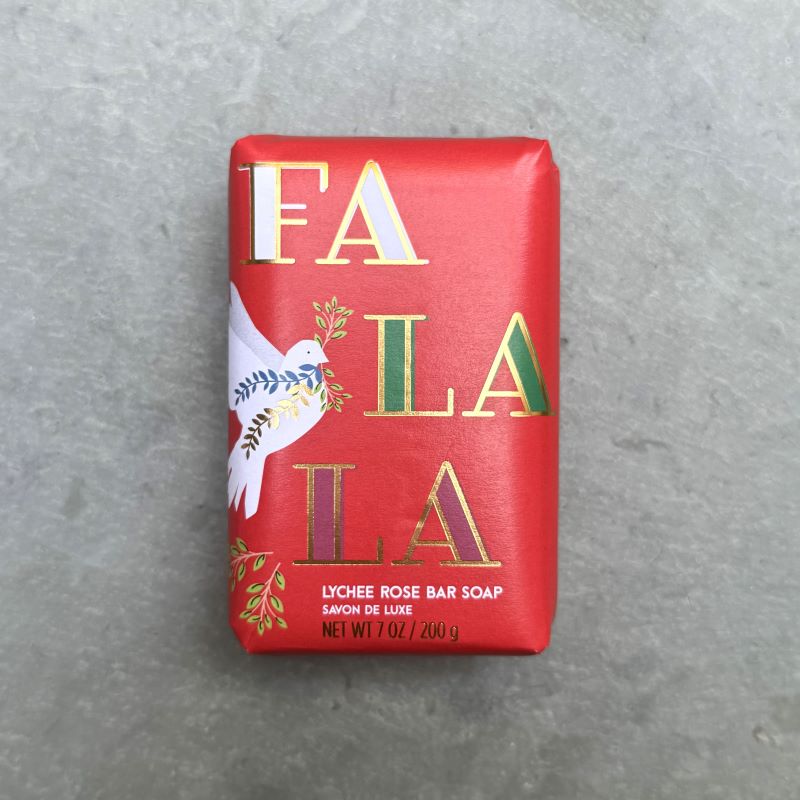 FA
LA
LA
LYCHEE ROSE BAR SOAP
SAVON DE LUXE
NET WT 7 OZ / 200 g